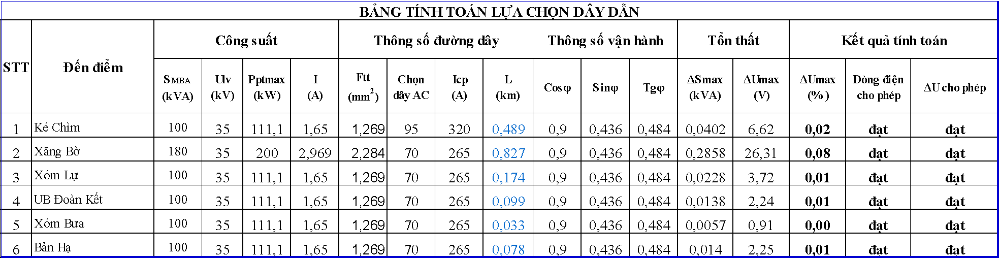 BẢNG TÍNH TOÁN LỰA CHỌN DÂY DẪN
STT Đến điểm Công suất Thông số đường dây Thông số vận hành Tổn thất Kết quả tính toán
SMBA (kVA) Ulv (kV) Pptmax (kW) I (A) Ftt (mm2) Chọn dây AC Icp (A) L (km) Cosφ Sinφ Tgφ ΔSmax (kVA) ΔUmax (V) ΔUmax (%) Dòng điện cho phép ΔU cho phép
1 Ké Chìm 100 35 111,1 1,65 1,269 95 320 0,489 0,9 0,436 0,484 0,0402 6,62 0,02 đạt đạt
2 Xăng Bờ 180 35 200 2,969 2,284 70 265 0,827 0,9 0,436 0,484 0,2858 26,31 0,08 đạt đạt
3 Xóm Lự 100 35 111,1 1,65 1,269 70 265 0,174 0,9 0,436 0,484 0,0228 3,72 0,01 đạt đạt
4 UB Đoàn Kết 100 35 111,1 1,65 1,269 70 265 0,099 0,9 0,436 0,484 0,0138 2,24 0,01 đạt đạt
5 Xóm Bưa 100 35 111,1 1,65 1,269 70 265 0,033 0,9 0,436 0,484 0,0057 0,91 0,00 đạt đạt
6 Bản Hạ 100 35 111,1 1,65 1,269 70 265 0,078 0,9 0,436 0,484 0,014 2,25 0,01 đạt đạt